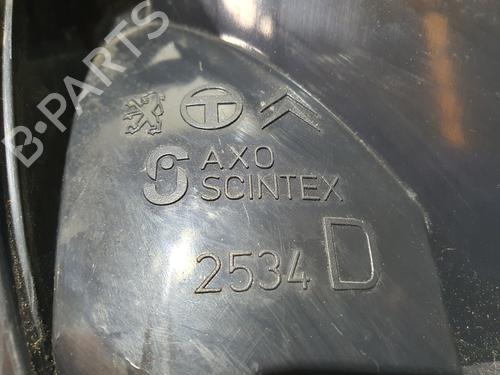 B-PARTS
AXO
SCINTEX
2534 D